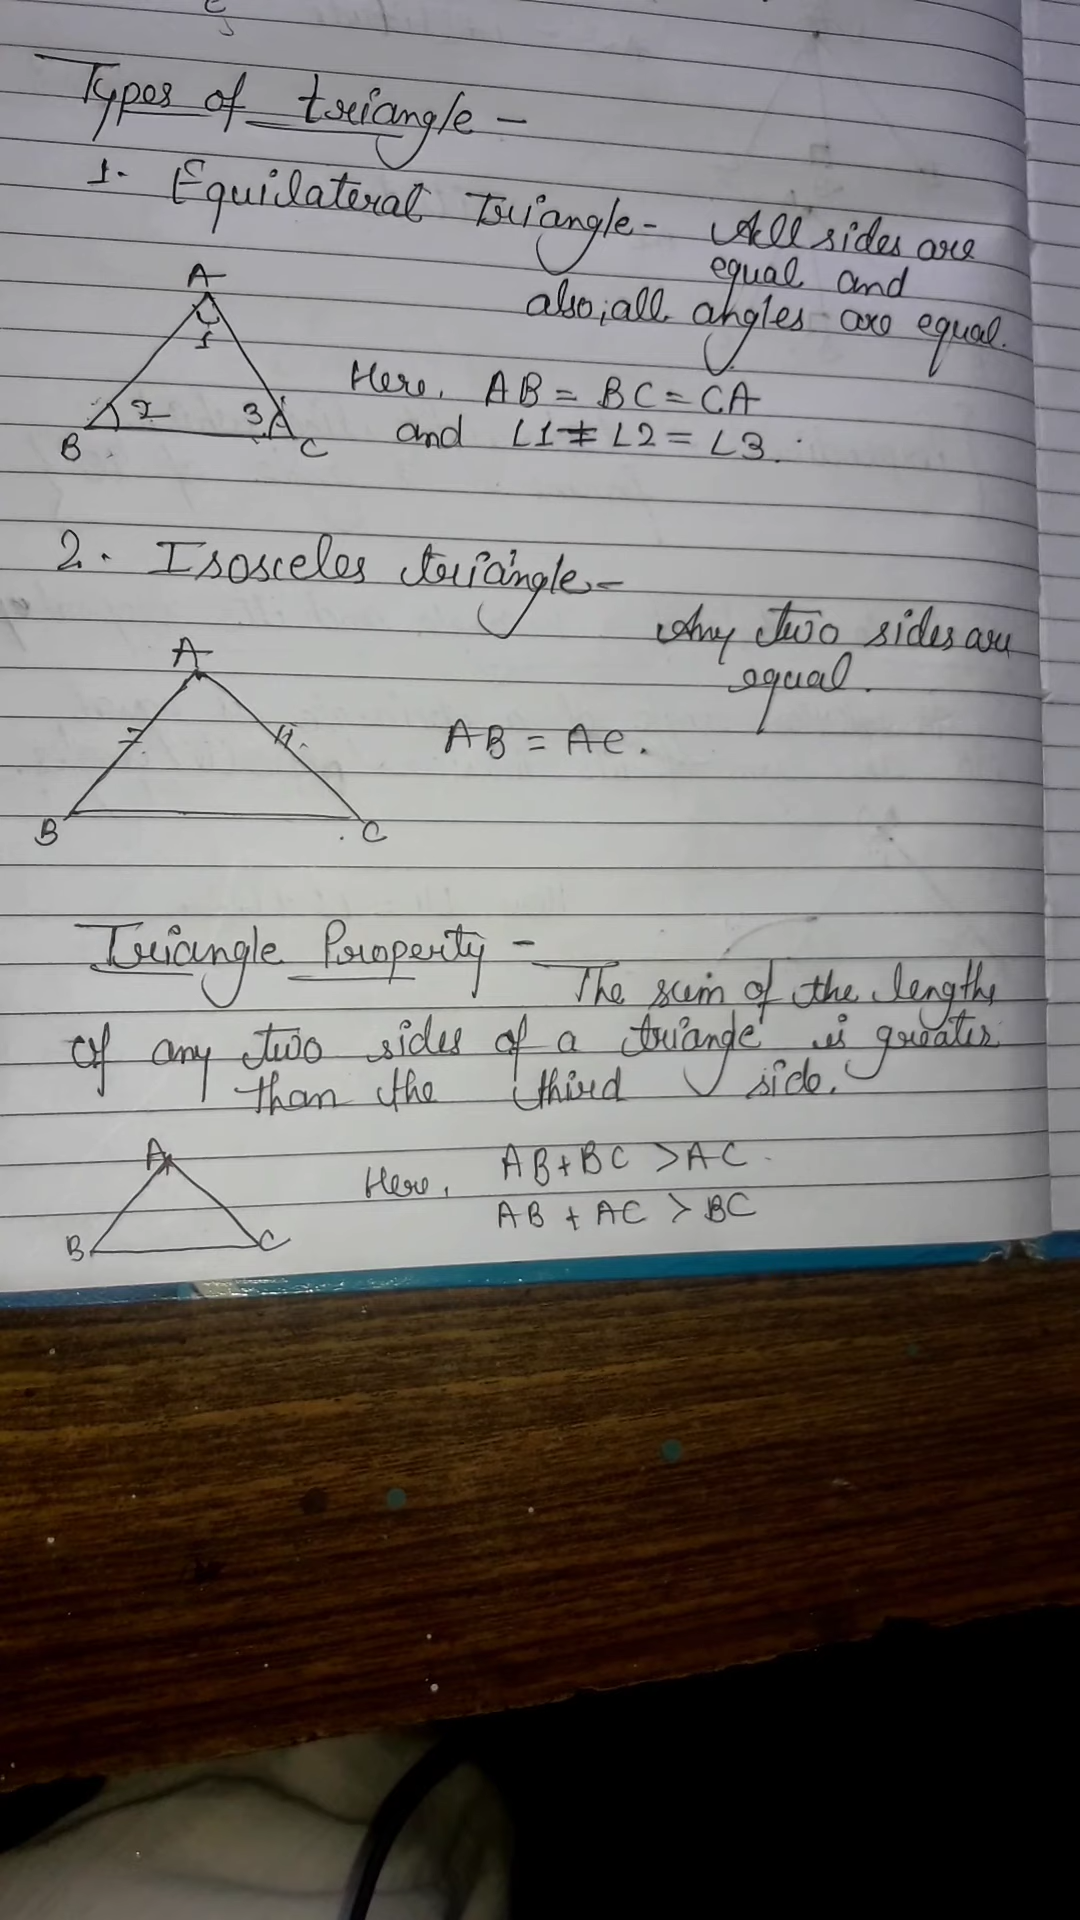 Types of triangle -
1. Equilateral Triangle - All sides are
equal and
also, all angles are equal.
A
1
2
3
B
C
Here, AB = BC = CA
and ∠1 ≠ ∠2 = ∠3.
2. Isosceles triangle -
Any two sides are
equal.
A
AB = AC.
B
C
Triangle Property -
The sum of the lengths
of any two sides of a triangle is greater
than the third side.
A
B
C
Here, AB + BC > AC
AB + AC > BC